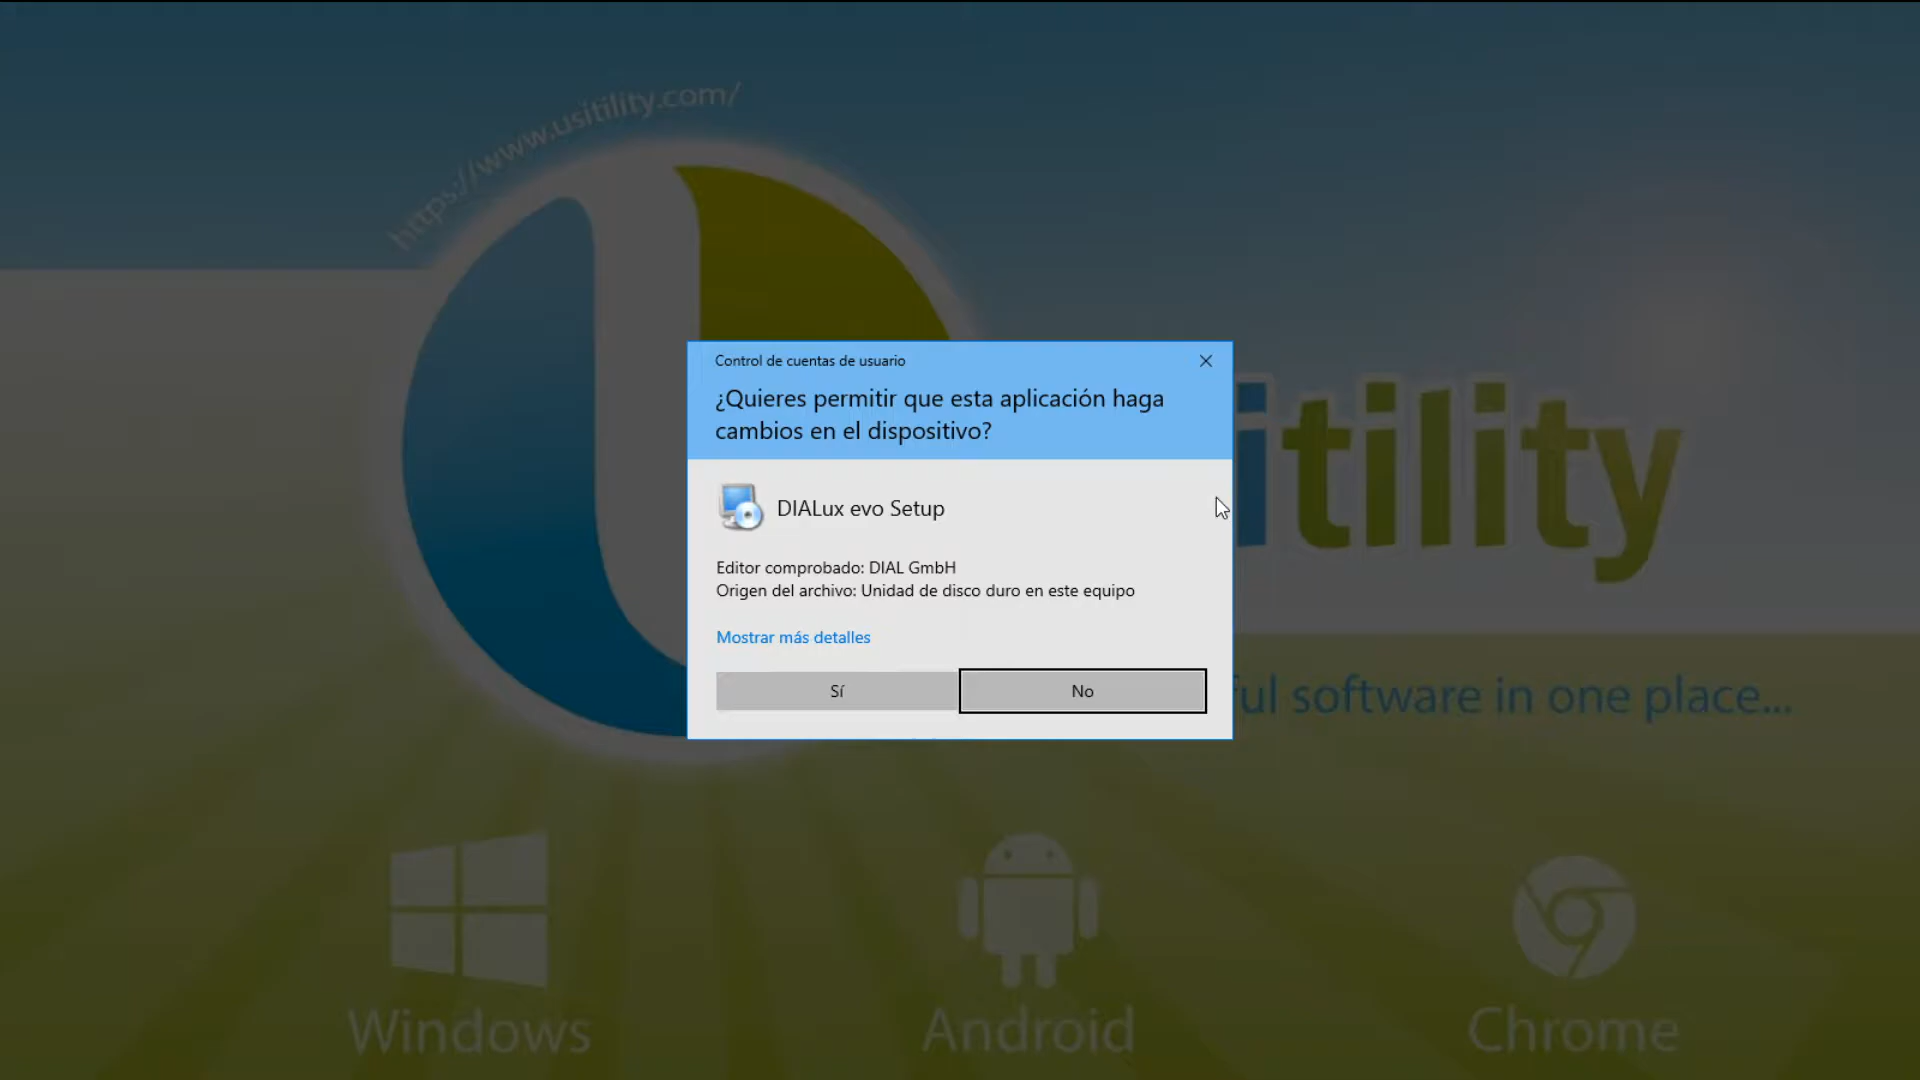 https://www.usitility.com/
Control de cuentas de usuario
¿Quieres permitir que esta aplicación haga
cambios en el dispositivo?
DIALux evo Setup
Editor comprobado: DIAL GmbH
Origen del archivo: Unidad de disco duro en este equipo
Mostrar más detalles
Sí
No
itility
ful software in one place...
Windows
Android
Chrome